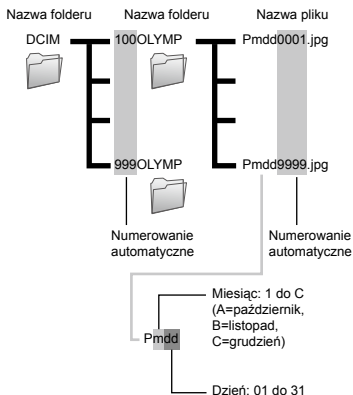 Nazwa folderu Nazwa folderu Nazwa pliku
DCIM 100OLYMP Pmdd0001.jpg
999OLYMP Pmdd9999.jpg
Numerowanie
automatyczne
Numerowanie
automatyczne
Miesiąc: 1 do C
(A=październik,
B=listopad,
C=grudzień)
Pmdd
Dzień: 01 do 31